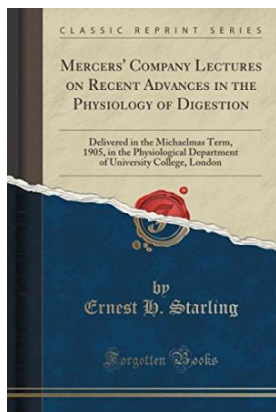 CLASSIC REPRINT SERIES
MERCERS' COMPANY LECTURES
ON RECENT ADVANCES IN THE
PHYSIOLOGY OF DIGESTION
Delivered in the Michaelmas Term,
1905, in the Physiological Department
of University College, London
by
Ernest H. Starling
Forgotten Books